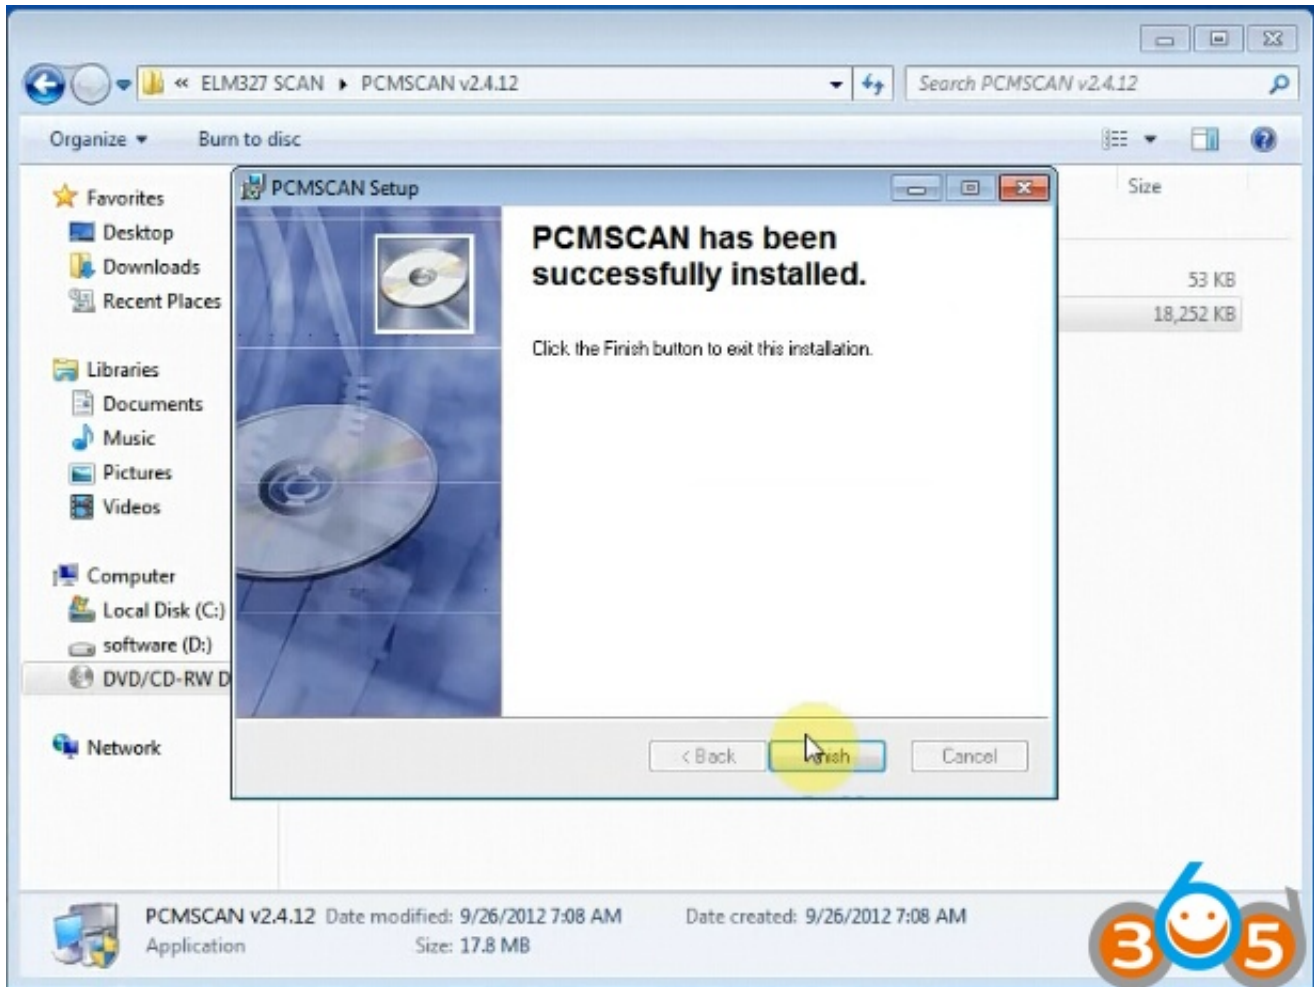 « ELM327 SCAN ▸ PCMSCAN v2.4.12
Search PCMSCAN v2.4.12
Organize
Burn to disc
Favorites
Desktop
Downloads
Recent Places
Libraries
Documents
Music
Pictures
Videos
Computer
Local Disk (C:)
software (D:)
DVD/CD-RW D
Network
Size
53 KB
18,252 KB
PCMSCAN Setup
PCMSCAN has been
successfully installed.
Click the Finish button to exit this installation.
< Back
Finish
Cancel
PCMSCAN v2.4.12 Date modified: 9/26/2012 7:08 AM Date created: 9/26/2012 7:08 AM
Application Size: 17.8 MB
365